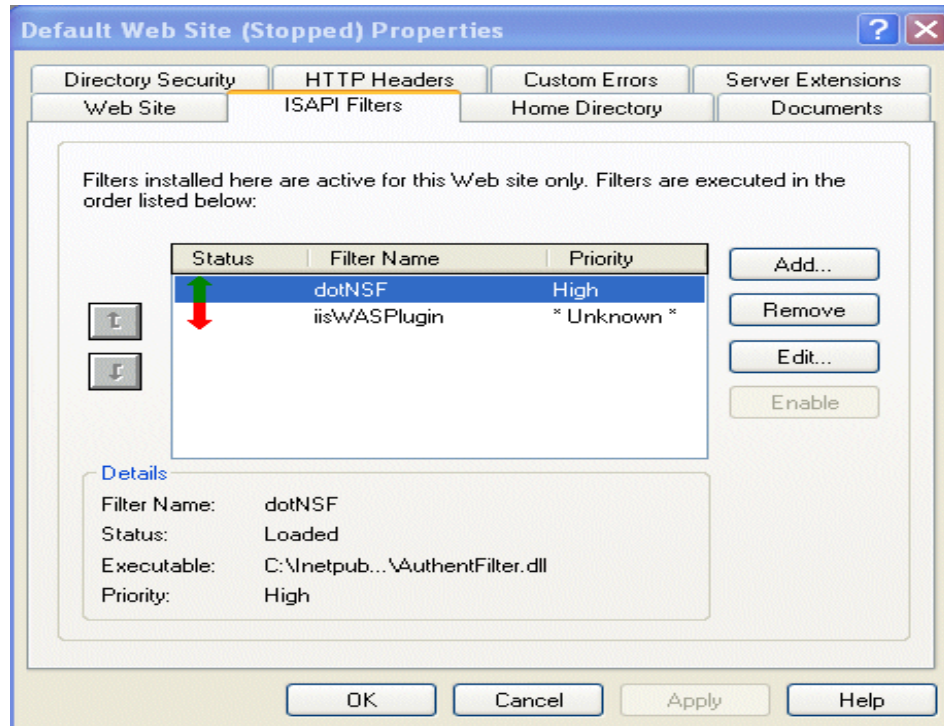 Default Web Site (Stopped) Properties
Directory Security HTTP Headers Custom Errors Server Extensions
Web Site ISAPI Filters Home Directory Documents
Filters installed here are active for this Web site only. Filters are executed in the
order listed below:
Status Filter Name Priority
dotNSF High
iisWASPlugin * Unknown *
Add...
Remove
Edit...
Enable
Details
Filter Name: dotNSF
Status: Loaded
Executable: C:\Inetpub...\AuthentFilter.dll
Priority: High
OK Cancel Apply Help